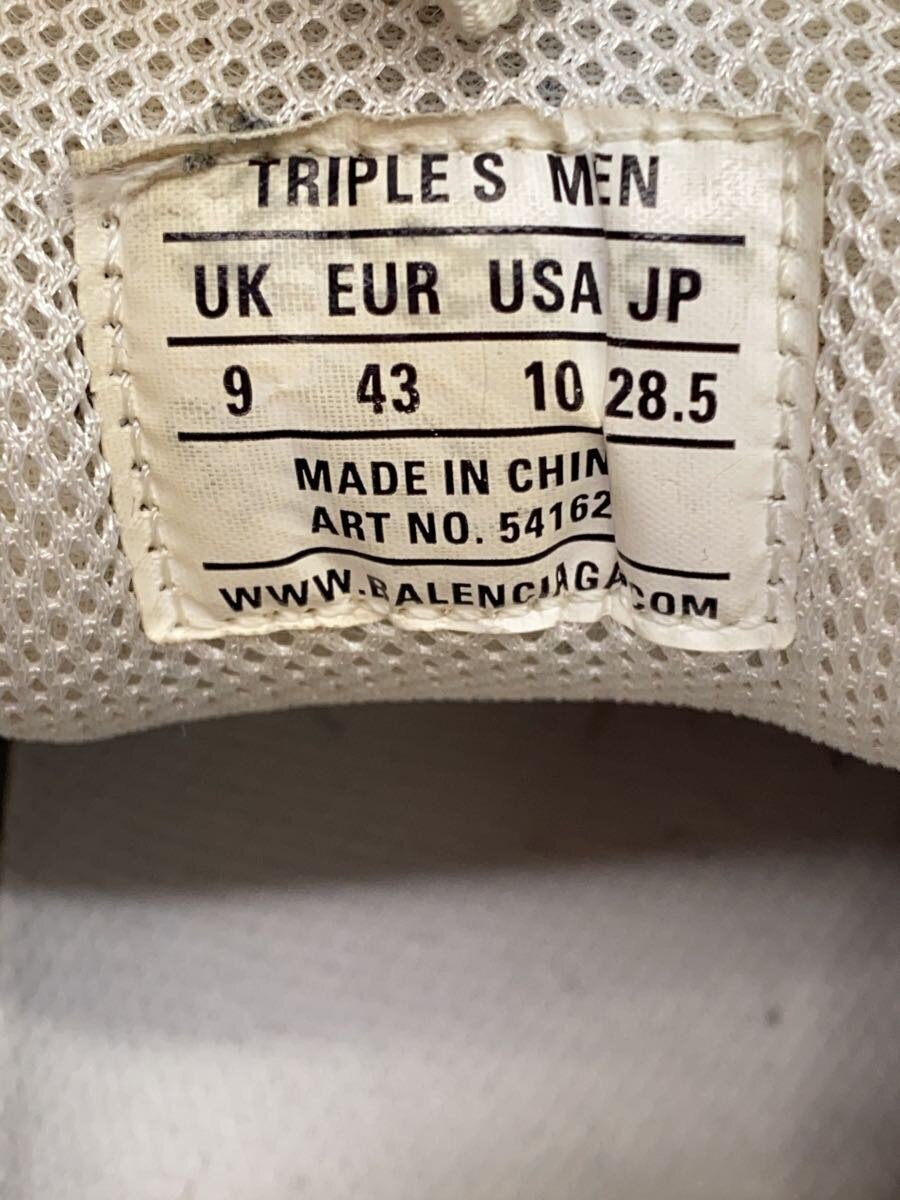 TRIPLE S MEN
UK EUR USA JP
9 43 10 28.5
MADE IN CHIN
ART NO. 54162
WWW.BALENCIAGA.COM